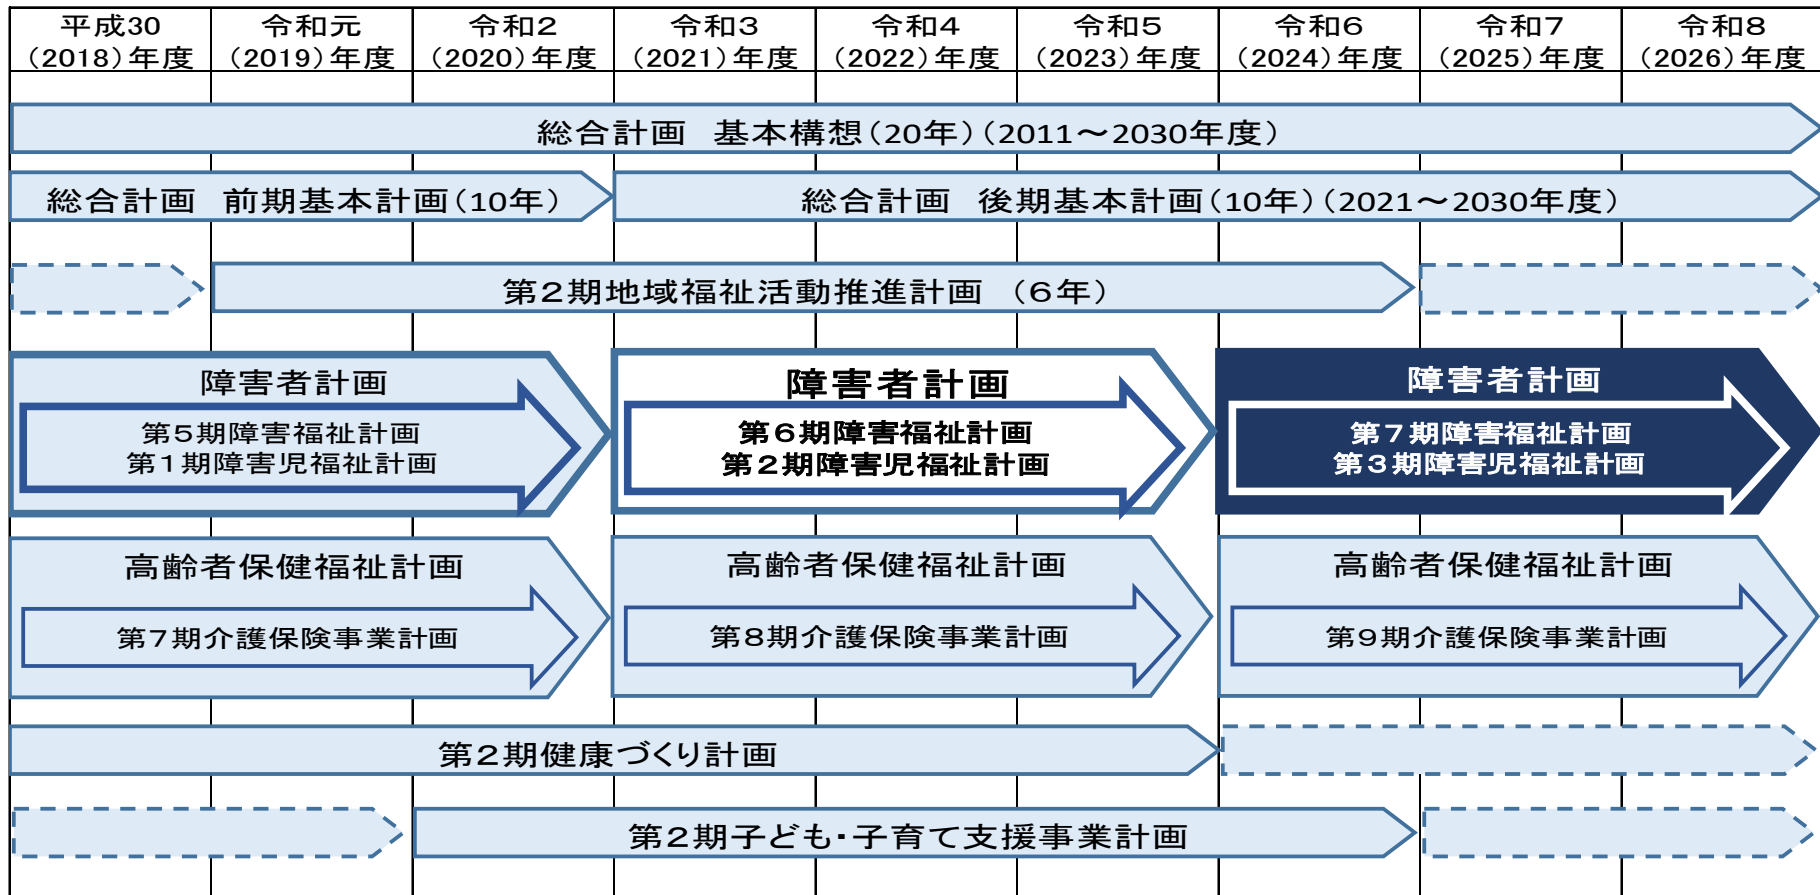 平成30 令和元 令和2 令和3 令和4 令和5 令和6 令和7 令和8
(2018)年度 (2019)年度 (2020)年度 (2021)年度 (2022)年度 (2023)年度 (2024)年度 (2025)年度 (2026)年度
総合計画 基本構想(20年)(2011～2030年度)
総合計画 前期基本計画(10年) 総合計画 後期基本計画(10年)(2021～2030年度)
第2期地域福祉活動推進計画 (6年)
障害者計画 障害者計画 障害者計画
第5期障害福祉計画 第6期障害福祉計画 第7期障害福祉計画
第1期障害児福祉計画 第2期障害児福祉計画 第3期障害児福祉計画
高齢者保健福祉計画 高齢者保健福祉計画 高齢者保健福祉計画
第7期介護保険事業計画 第8期介護保険事業計画 第9期介護保険事業計画
第2期健康づくり計画
第2期子ども・子育て支援事業計画